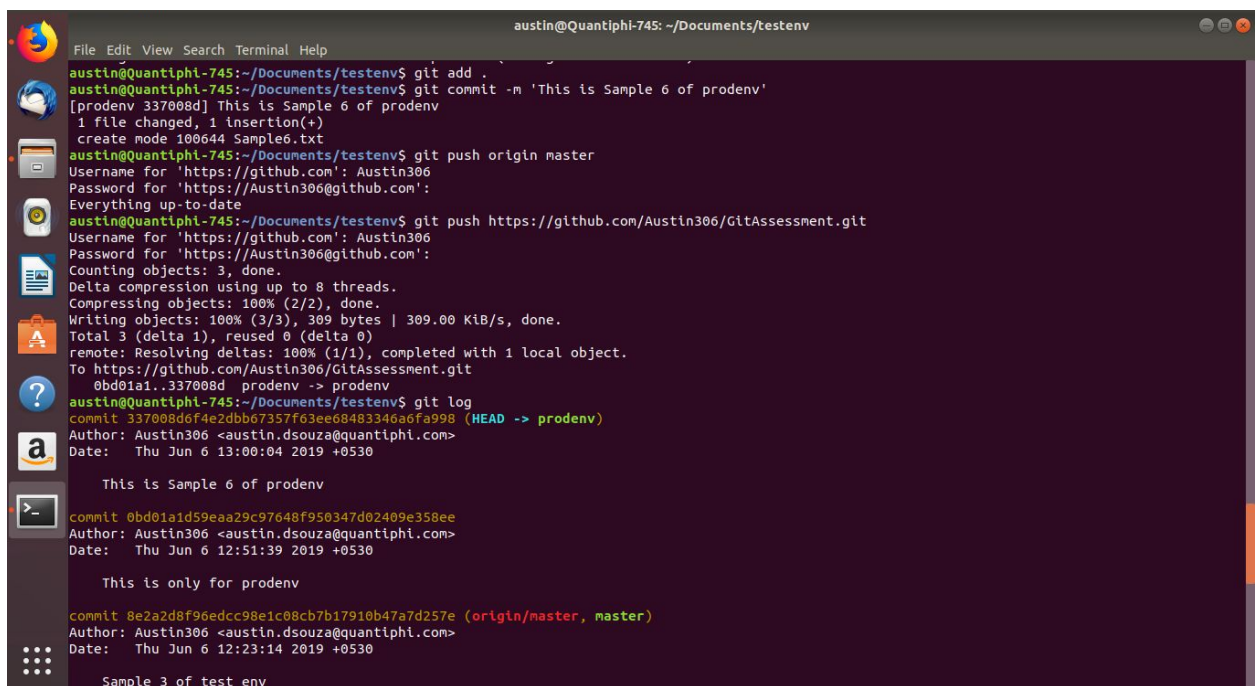 austin@Quantiphi-745: ~/Documents/testenv
File Edit View Search Terminal Help
austin@Quantiphi-745:~/Documents/testenv$ git add .
austin@Quantiphi-745:~/Documents/testenv$ git commit -m 'This is Sample 6 of prodenv'
[prodenv 337008d] This is Sample 6 of prodenv
 1 file changed, 1 insertion(+)
 create mode 100644 Sample6.txt
austin@Quantiphi-745:~/Documents/testenv$ git push origin master
Username for 'https://github.com': Austin306
Password for 'https://Austin306@github.com':
Everything up-to-date
austin@Quantiphi-745:~/Documents/testenv$ git push https://github.com/Austin306/GitAssessment.git
Username for 'https://github.com': Austin306
Password for 'https://Austin306@github.com':
Counting objects: 3, done.
Delta compression using up to 8 threads.
Compressing objects: 100% (2/2), done.
Writing objects: 100% (3/3), 309 bytes | 309.00 KiB/s, done.
Total 3 (delta 1), reused 0 (delta 0)
remote: Resolving deltas: 100% (1/1), completed with 1 local object.
To https://github.com/Austin306/GitAssessment.git
   0bd01a1..337008d  prodenv -> prodenv
austin@Quantiphi-745:~/Documents/testenv$ git log
commit 337008d6f4e2dbb67357f63ee68483346a6fa998 (HEAD -> prodenv)
Author: Austin306 <austin.dsouza@quantiphi.com>
Date:   Thu Jun 6 13:00:04 2019 +0530
    This is Sample 6 of prodenv
commit 0bd01a1d59eaa29c97648f950347d02409e358ee
Author: Austin306 <austin.dsouza@quantiphi.com>
Date:   Thu Jun 6 12:51:39 2019 +0530
    This is only for prodenv
commit 8e2a2d8f96edcc98e1c08cb7b17910b47a7d257e (origin/master, master)
Author: Austin306 <austin.dsouza@quantiphi.com>
Date:   Thu Jun 6 12:23:14 2019 +0530
    Sample 3 of test env